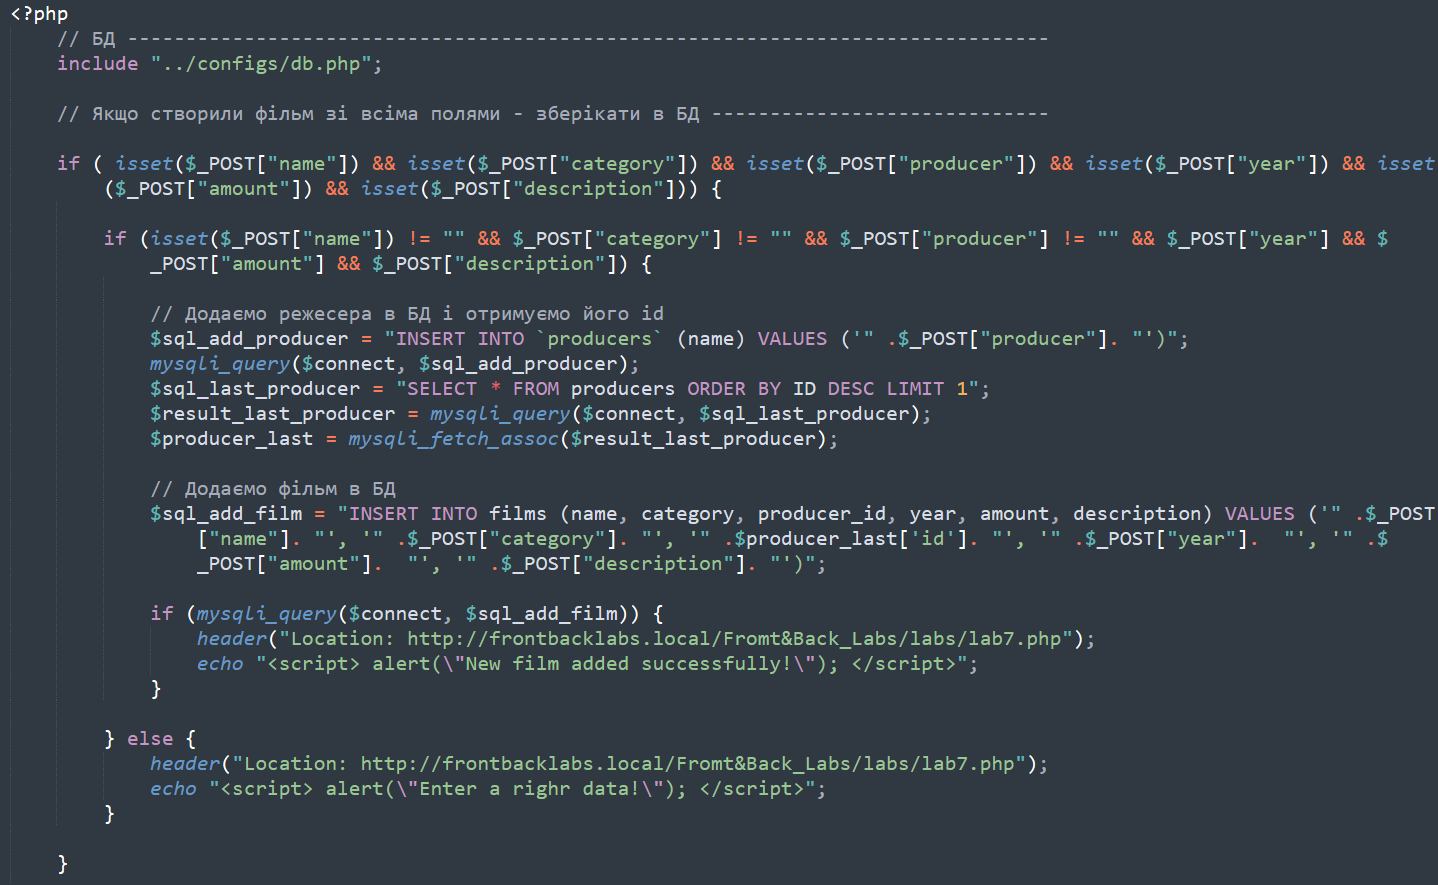 <?php
// БД -------------------------------------------------------------------------------
include "../configs/db.php";
// Якщо створили фільм зі всіма полями - зберікати в БД -----------------------------
if ( isset($_POST["name"]) && isset($_POST["category"]) && isset($_POST["producer"]) && isset($_POST["year"]) && isset
($_POST["amount"]) && isset($_POST["description"])) {
if (isset($_POST["name"]) != "" && $_POST["category"] != "" && $_POST["producer"] != "" && $_POST["year"] && $
_POST["amount"] && $_POST["description"]) {
// Додаємо режесера в БД і отримуємо його id
$sql_add_producer = "INSERT INTO `producers` (name) VALUES ('" .$_POST["producer"]. "')";
mysqli_query($connect, $sql_add_producer);
$sql_last_producer = "SELECT * FROM producers ORDER BY ID DESC LIMIT 1";
$result_last_producer = mysqli_query($connect, $sql_last_producer);
$producer_last = mysqli_fetch_assoc($result_last_producer);
// Додаємо фільм в БД
$sql_add_film = "INSERT INTO films (name, category, producer_id, year, amount, description) VALUES ('" .$_POST
["name"]. "', '" .$_POST["category"]. "', '" .$producer_last['id']. "', '" .$_POST["year"].  "', '" .$
_POST["amount"].  "', '" .$_POST["description"]. "')";
if (mysqli_query($connect, $sql_add_film)) {
header("Location: http://frontbacklabs.local/Fromt&Back_Labs/labs/lab7.php");
echo "<script> alert(\"New film added successfully!\"); </script>";
}
} else {
header("Location: http://frontbacklabs.local/Fromt&Back_Labs/labs/lab7.php");
echo "<script> alert(\"Enter a righr data!\"); </script>";
}
}